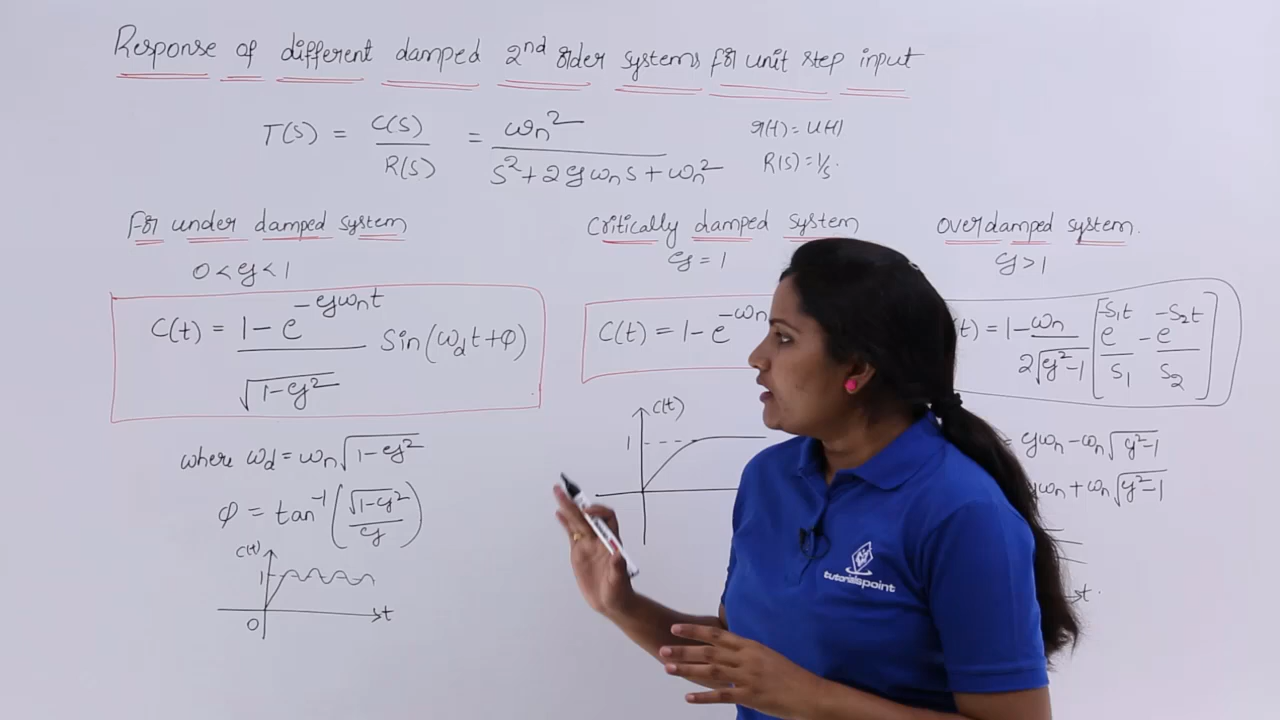 Response of different damped 2nd order systems for unit step input
T(S) = C(S)/R(S) = ωn²/(s² + 2ξωns + ωn²)
r(t) = u(t)
R(s) = 1/s.
For under damped system
0 < ξ < 1
C(t) = 1 - e^(-ξωnt)/√(1-ξ²) Sin(ωdt+φ)
where ωd = ωn√(1-ξ²)
φ = tan⁻¹(√(1-ξ²)/ξ)
C(t)
1
0
t
Critically damped system
ξ = 1
C(t) = 1 - e^(-ωn
C(t)
1
Overdamped system.
ξ > 1
(t) = 1 - ωn/(2√(ξ²-1)) [e^(-S1t)/S1 - e^(-S2t)/S2]
= ξωn - ωn√(ξ²-1)
ξωn + ωn√(ξ²-1)
t.
tutorialspoint